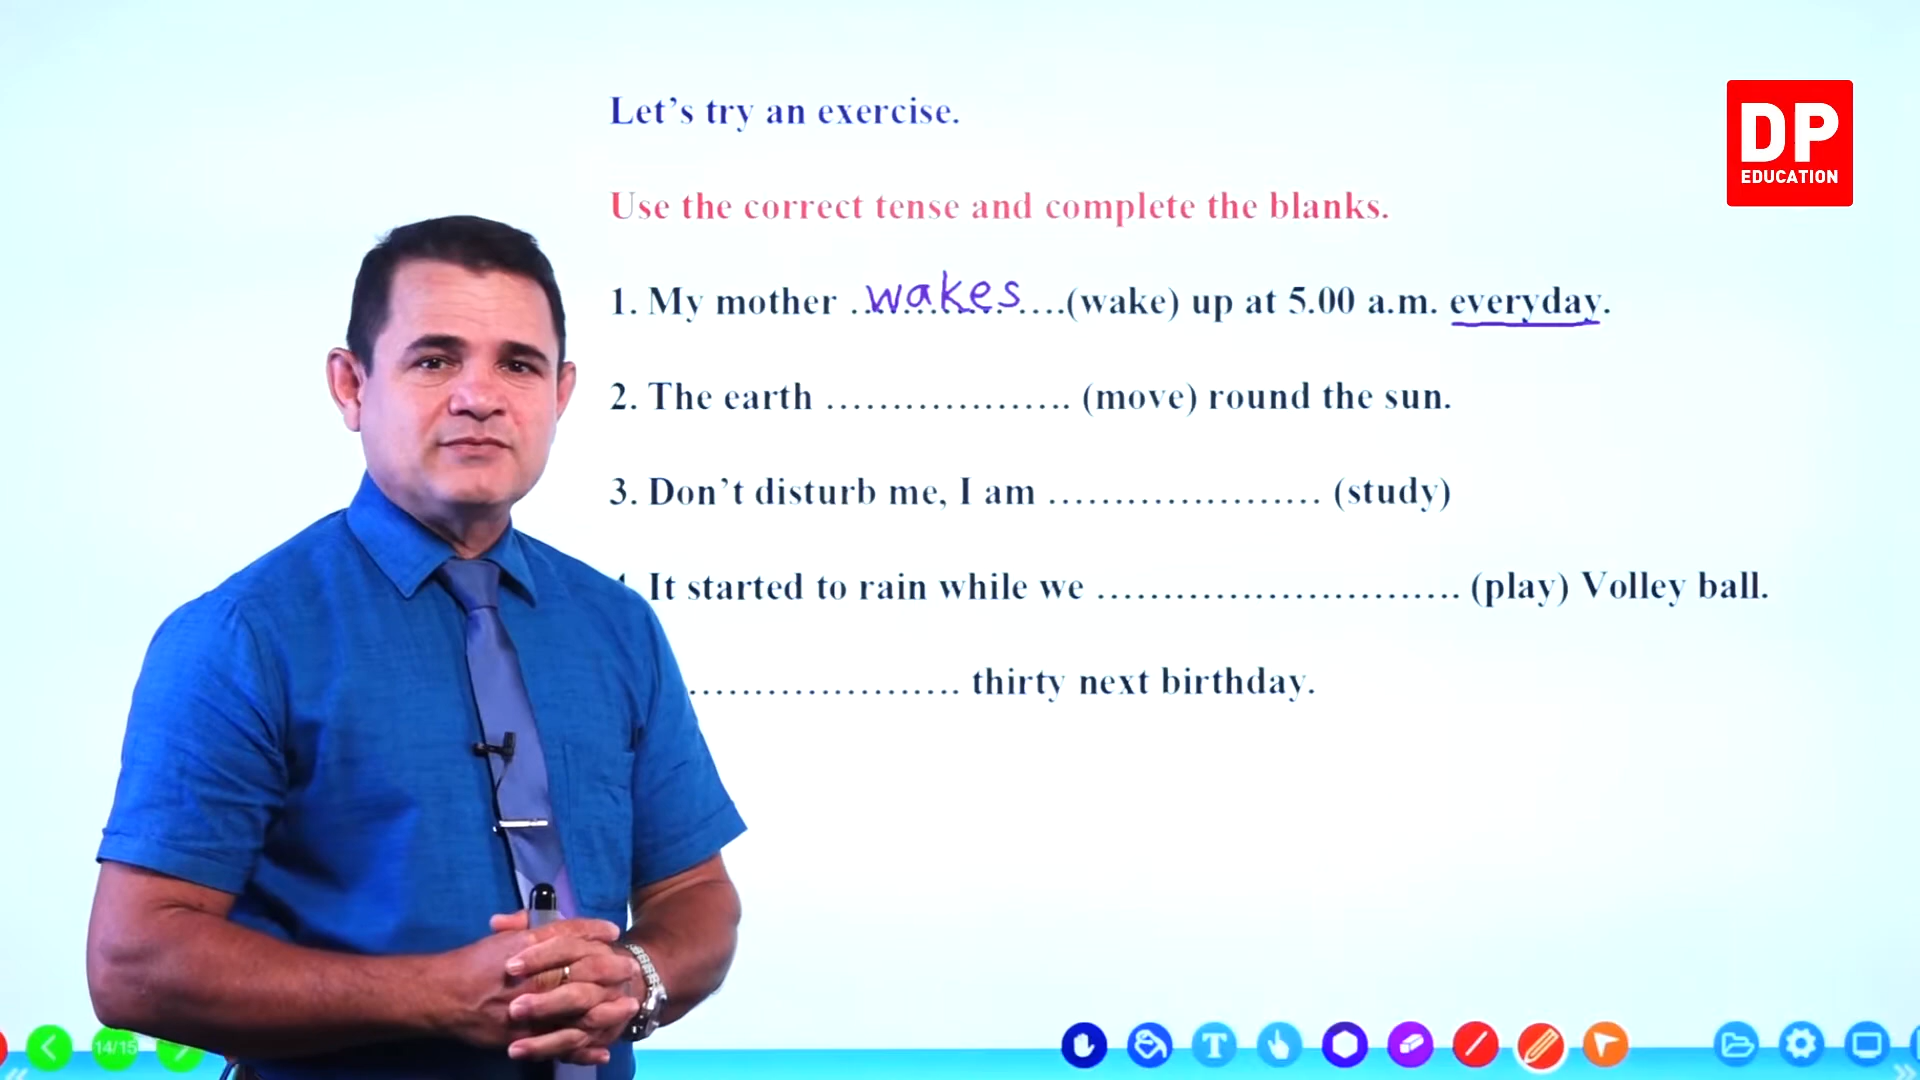 Let's try an exercise.
DP
EDUCATION
Use the correct tense and complete the blanks.
1. My mother ...wakes....(wake) up at 5.00 a.m. everyday.
2. The earth ................... (move) round the sun.
3. Don't disturb me, I am ..................... (study)
It started to rain while we ............................ (play) Volley ball.
..................... thirty next birthday.
14/15
T